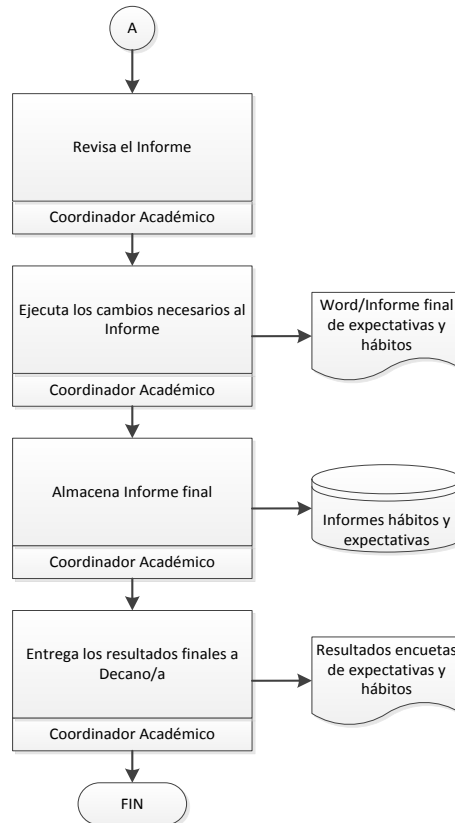 A
Revisa el Informe
Coordinador Académico
Ejecuta los cambios necesarios al
Informe
Coordinador Académico
Word/Informe final
de expectativas y
hábitos
Almacena Informe final
Coordinador Académico
Informes hábitos y
expectativas
Entrega los resultados finales a
Decano/a
Coordinador Académico
Resultados encuetas
de expectativas y
hábitos
FIN